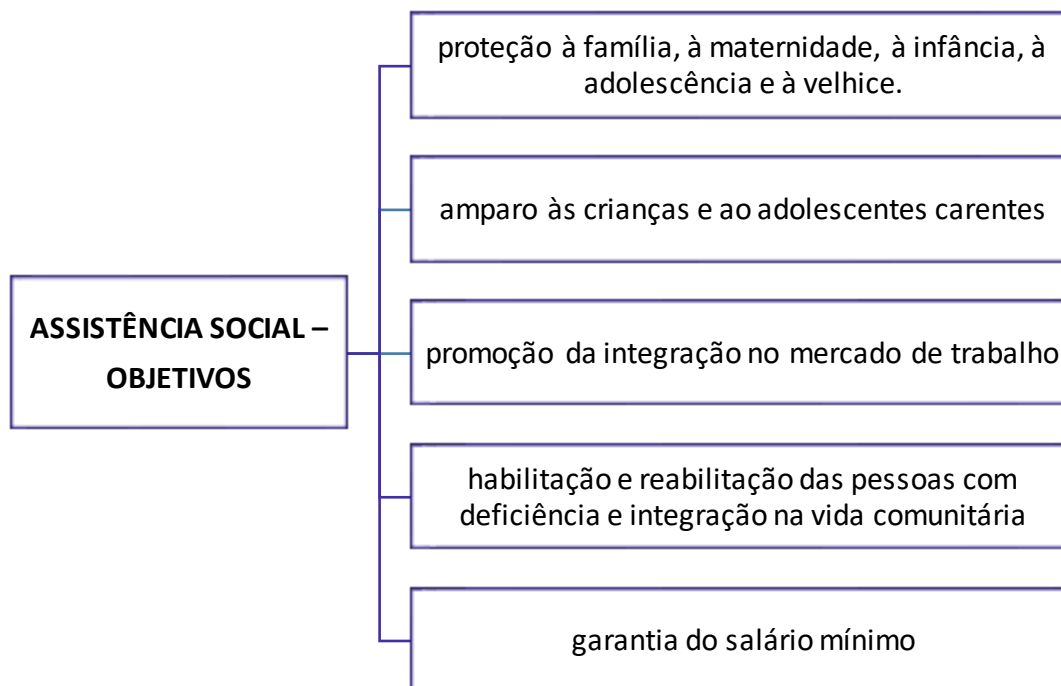 proteção à família, à maternidade, à infância, à
adolescência e à velhice.
amparo às crianças e ao adolescentes carentes
ASSISTÊNCIA SOCIAL –
OBJETIVOS
promoção da integração no mercado de trabalho
habilitação e reabilitação das pessoas com
deficiência e integração na vida comunitária
garantia do salário mínimo